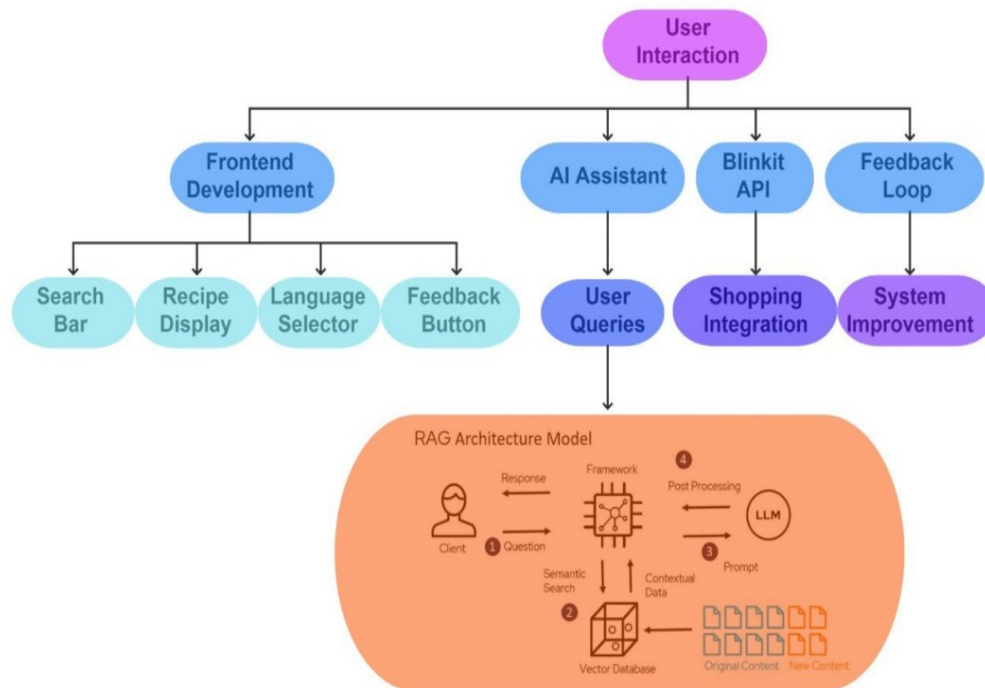 User
Interaction
Frontend
Development
AI Assistant
Blinkit
API
Feedback
Loop
Search
Bar
Recipe
Display
Language
Selector
Feedback
Button
User
Queries
Shopping
Integration
System
Improvement
RAG Architecture Model
Framework
4
Response
Post Processing
LLM
Client
1 Question
3 Prompt
Semantic
Search
Contextual
Data
2
Vector Database
Original Content New Content